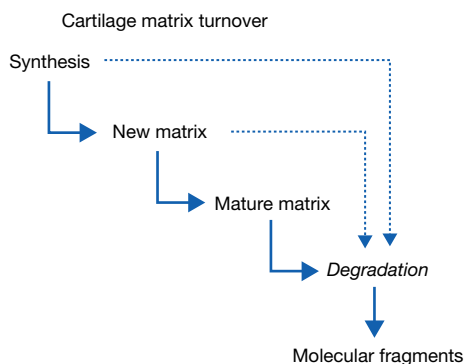 Cartilage matrix turnover
Synthesis
New matrix
Mature matrix
Degradation
Molecular fragments